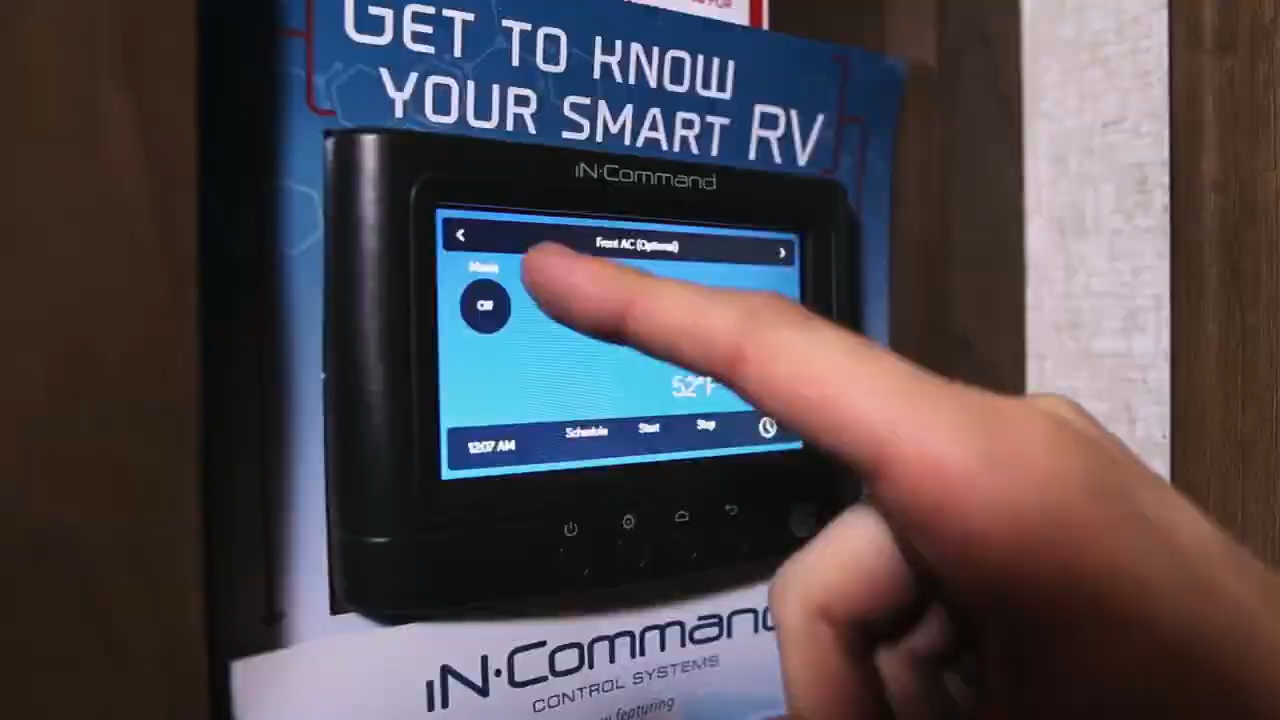 GET TO KNOW
YOUR SMART RV
iN·Command
Front AC (Optional)
Off
52°F
12:07 AM
Schedule
Start
Stop
iN·Command
CONTROL SYSTEMS
featuring